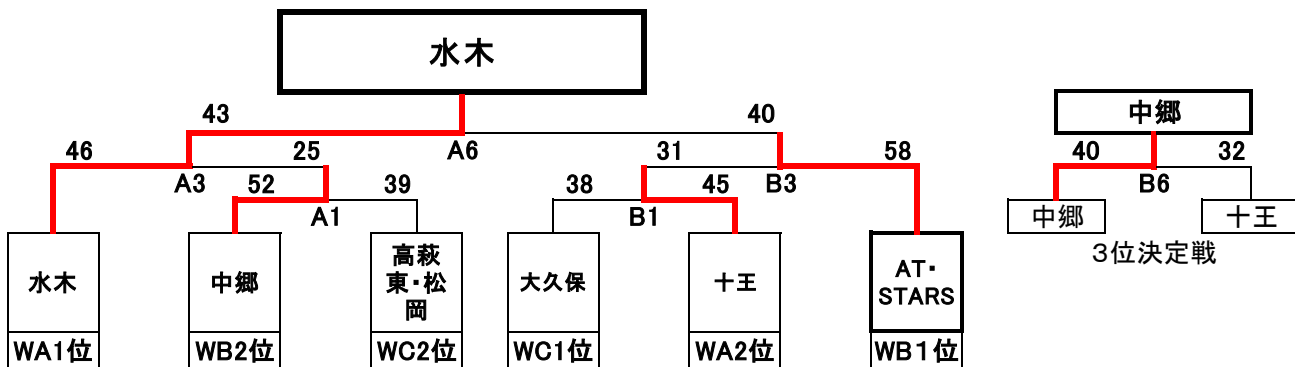 水木
43
40
中郷
46
25
A6
31
58
40
32
A3
52
39
38
45
B3
B6
A1
B1
中郷
十王
3位決定戦
水木
中郷
高萩
東・松
岡
大久保
十王
AT・
STARS
WA1位
WB2位
WC2位
WC1位
WA2位
WB1位